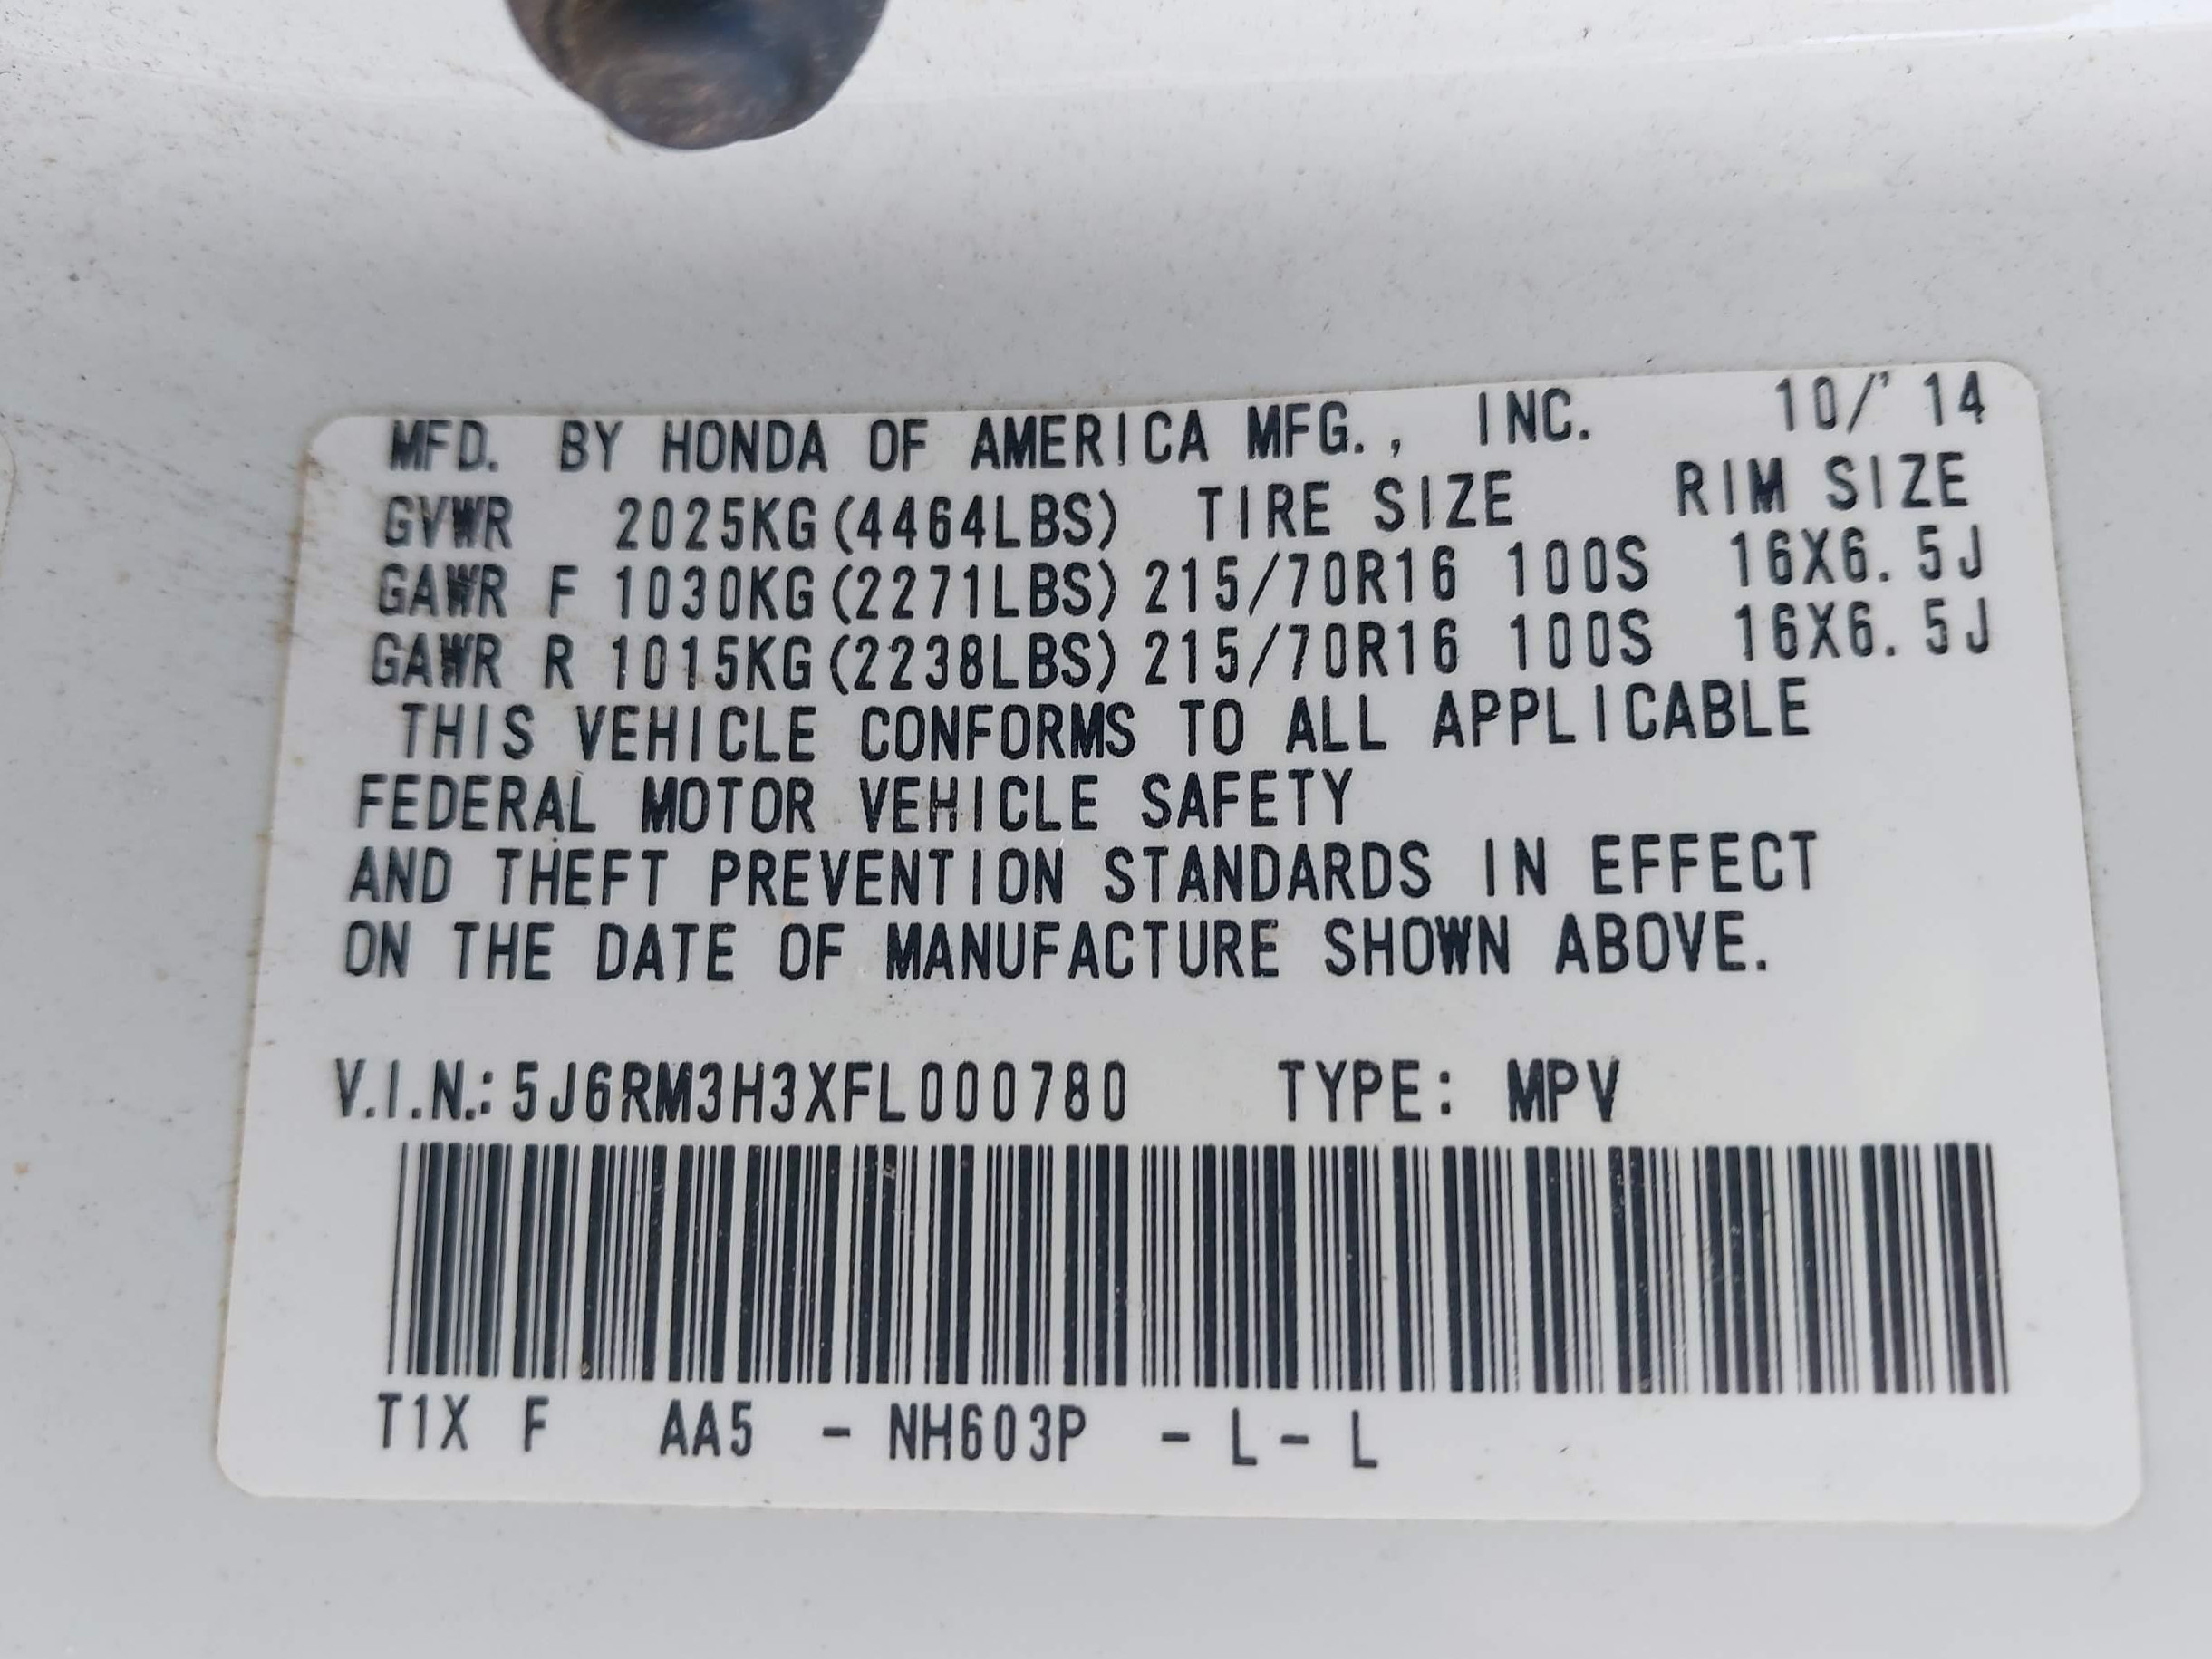 MFD. BY HONDA OF AMERICA MFG., INC. 10/'14
GVWR 2025KG(4464LBS) TIRE SIZE RIM SIZE
GAWR F 1030KG(2271LBS) 215/70R16 100S 16X6.5J
GAWR R 1015KG(2238LBS) 215/70R16 100S 16X6.5J
THIS VEHICLE CONFORMS TO ALL APPLICABLE
FEDERAL MOTOR VEHICLE SAFETY
AND THEFT PREVENTION STANDARDS IN EFFECT
ON THE DATE OF MANUFACTURE SHOWN ABOVE.
V.I.N.: 5J6RM3H3XFL000780 TYPE: MPV
T1X F AA5 - NH603P - L - L